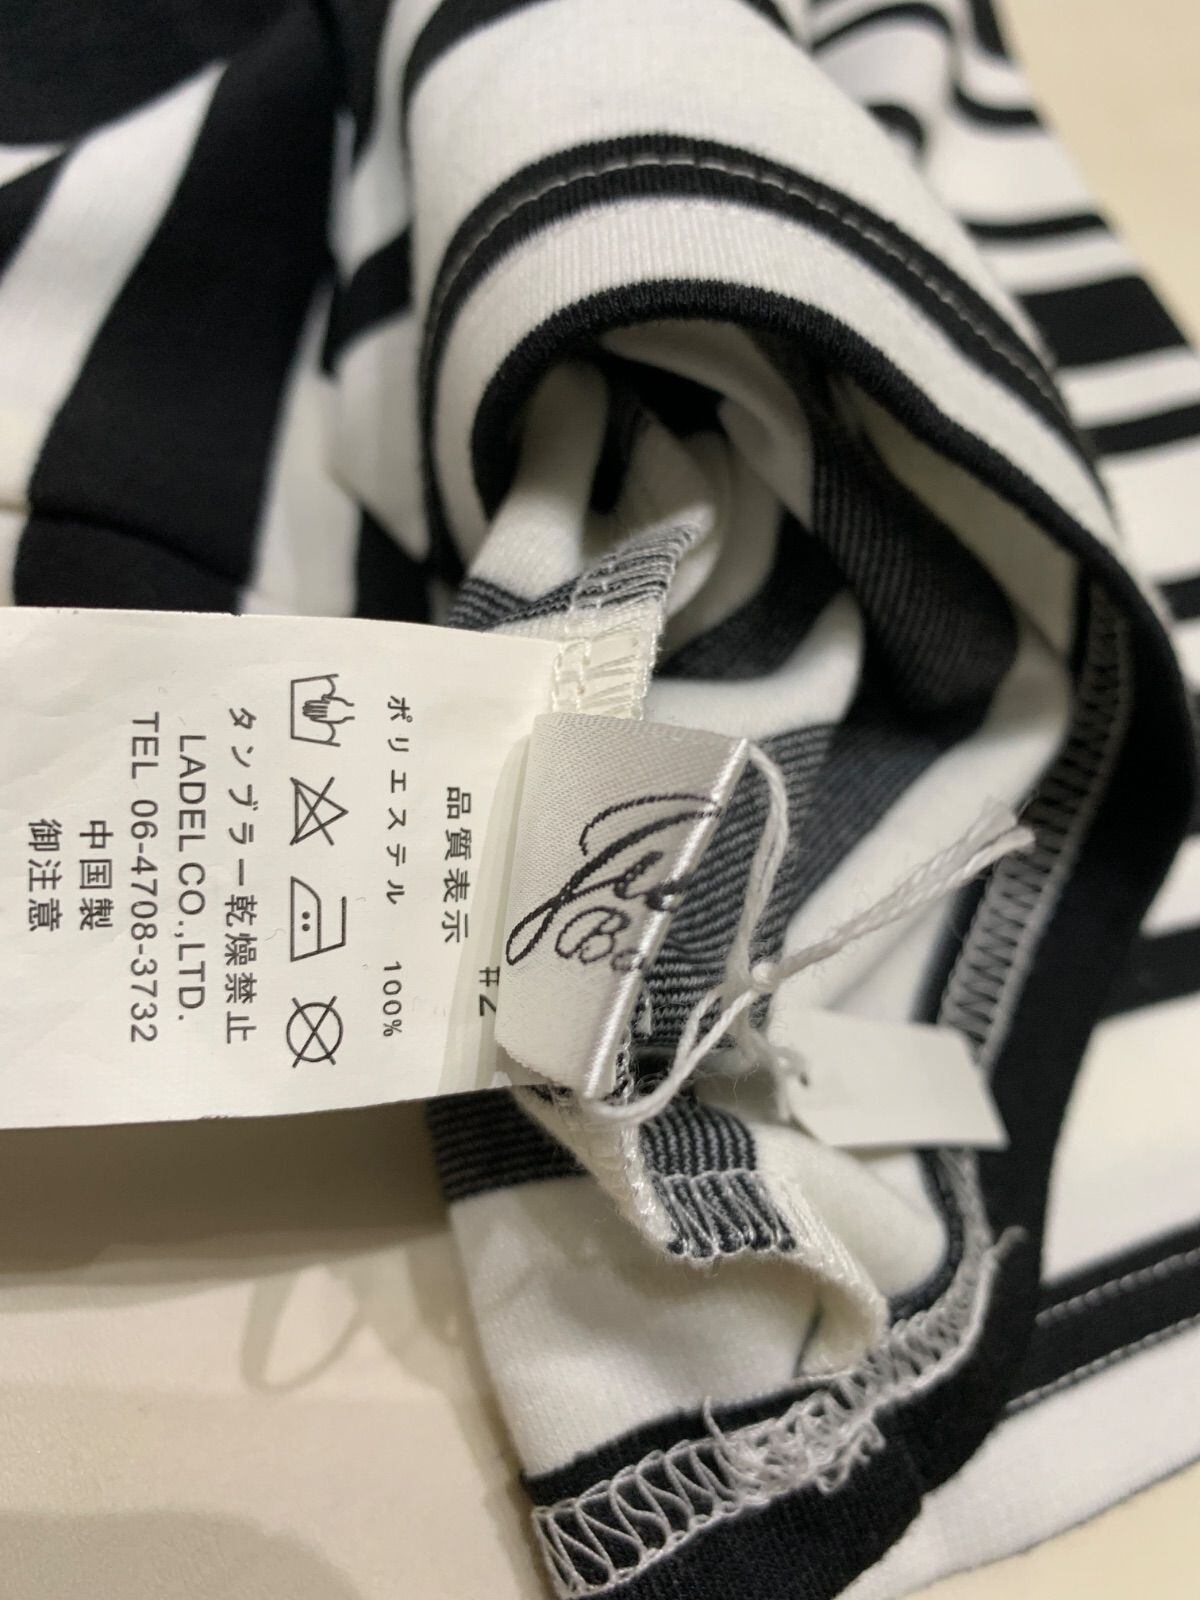 #2
品質表示
ポリエステル 100%
タンブラー乾燥禁止
LADEL CO.,LTD.
TEL 06-4708-3732
中国製
御注意